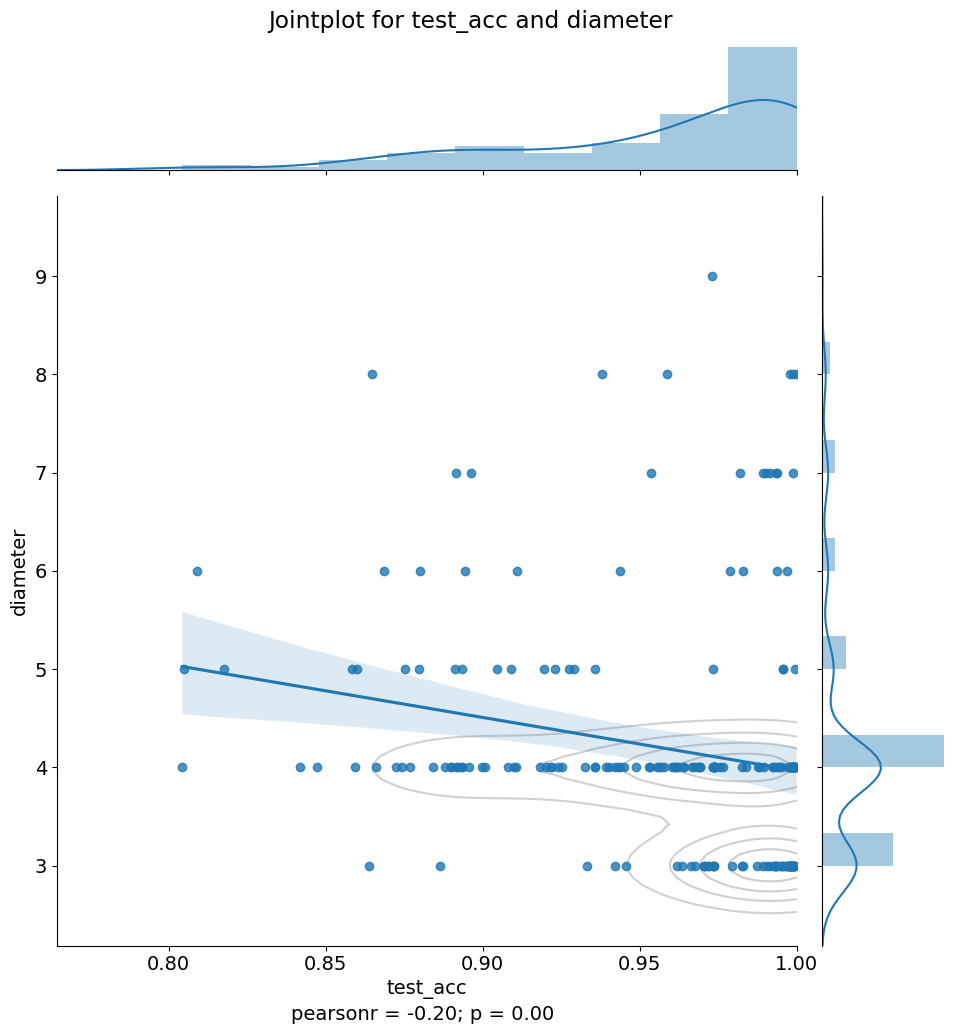 Jointplot for test_acc and diameter
9
8
7
6
5
4
3
diameter
0.80 0.85 0.90 0.95 1.00
test_acc
pearsonr = -0.20; p = 0.00